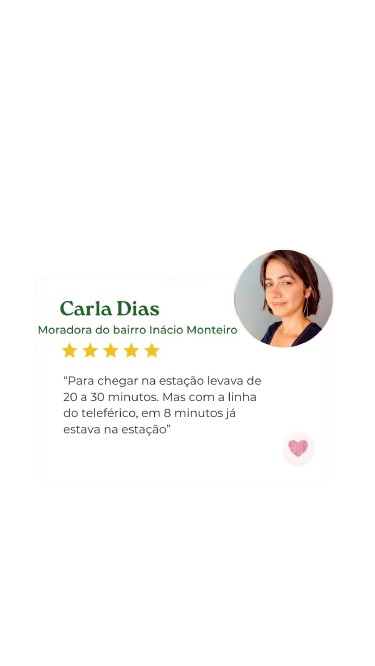 Carla Dias
Moradora do bairro Inácio Monteiro
“Para chegar na estação levava de
20 a 30 minutos. Mas com a linha
do teleférico, em 8 minutos já
estava na estação”